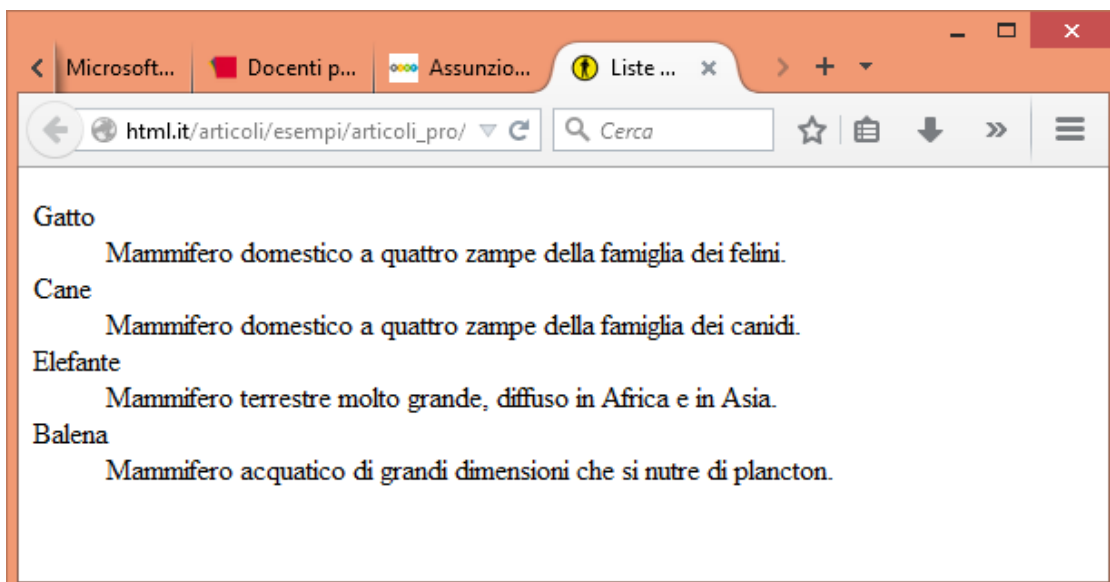 Microsoft... Docenti p... Assunzio... Liste ...
html.it/articoli/esempi/articoli_pro/ Cerca
Gatto
Mammifero domestico a quattro zampe della famiglia dei felini.
Cane
Mammifero domestico a quattro zampe della famiglia dei canidi.
Elefante
Mammifero terrestre molto grande, diffuso in Africa e in Asia.
Balena
Mammifero acquatico di grandi dimensioni che si nutre di plancton.